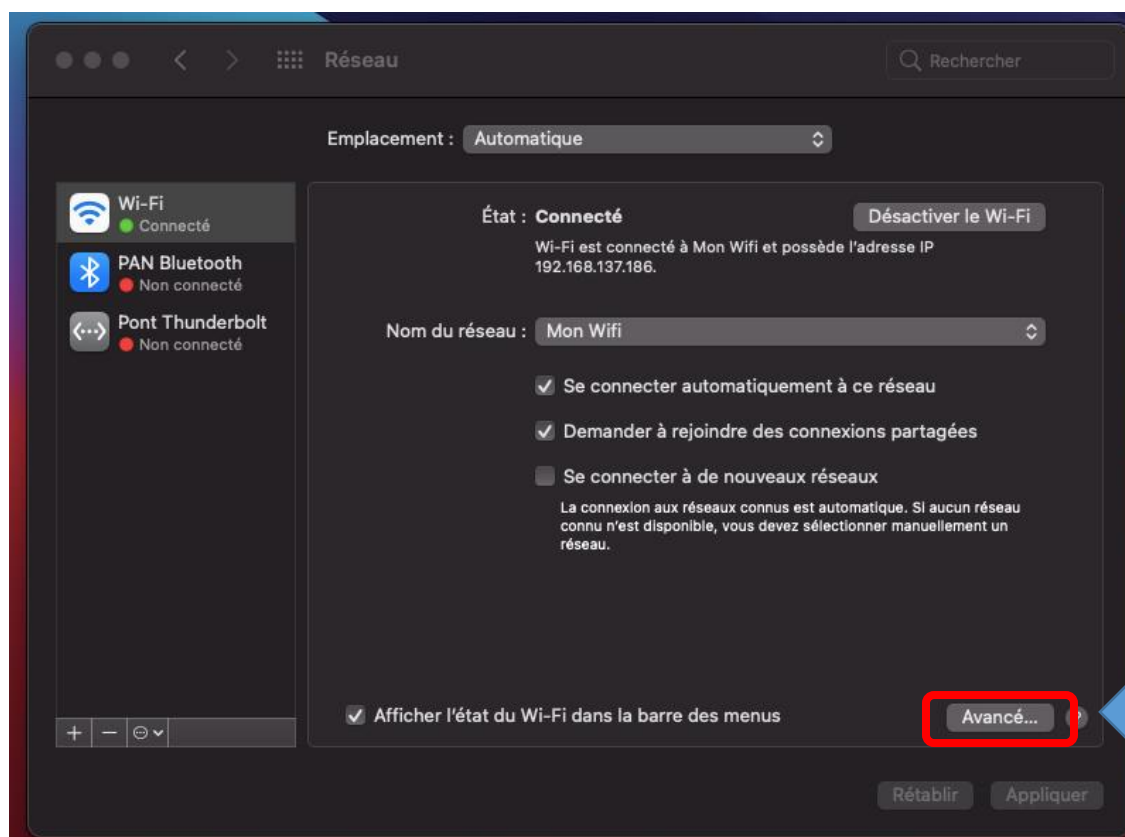 Réseau
Rechercher
Emplacement : Automatique
Wi-Fi
Connecté
PAN Bluetooth
Non connecté
Pont Thunderbolt
Non connecté
État : Connecté
Désactiver le Wi-Fi
Wi-Fi est connecté à Mon Wifi et possède l'adresse IP
192.168.137.186.
Nom du réseau : Mon Wifi
Se connecter automatiquement à ce réseau
Demander à rejoindre des connexions partagées
Se connecter à de nouveaux réseaux
La connexion aux réseaux connus est automatique. Si aucun réseau
connu n'est disponible, vous devez sélectionner manuellement un
réseau.
Afficher l'état du Wi-Fi dans la barre des menus
Avancé... ?
Rétablir Appliquer